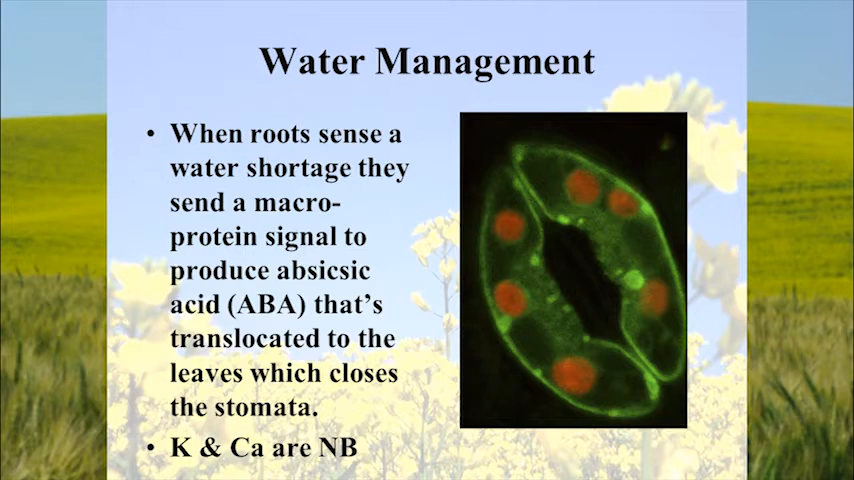 Water Management
• When roots sense a
water shortage they
send a macro-
protein signal to
produce absicsic
acid (ABA) that's
translocated to the
leaves which closes
the stomata.
• K & Ca are NB